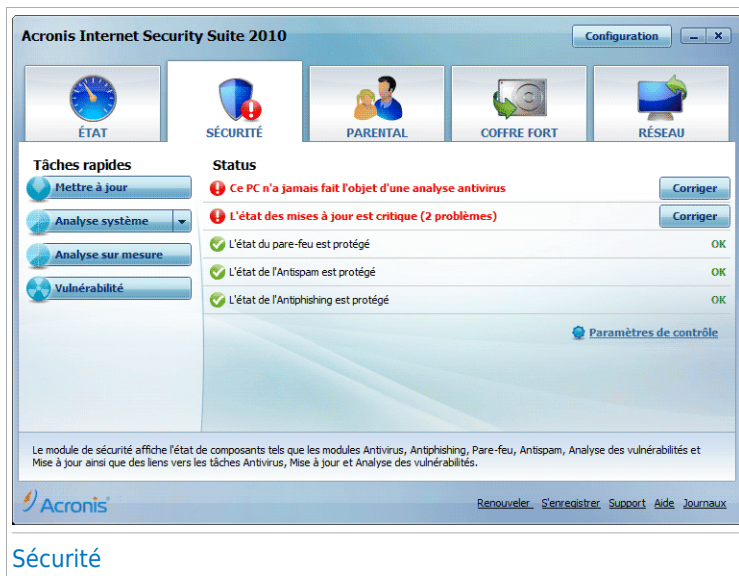 Acronis Internet Security Suite 2010
Configuration
ÉTAT
SÉCURITÉ
PARENTAL
COFFRE FORT
RÉSEAU
Tâches rapides
Mettre à jour
Analyse système
Analyse sur mesure
Vulnérabilité
Status
Ce PC n'a jamais fait l'objet d'une analyse antivirus
Corriger
L'état des mises à jour est critique (2 problèmes)
Corriger
L'état du pare-feu est protégé
OK
L'état de l'Antispam est protégé
OK
L'état de l'Antiphishing est protégé
OK
Paramètres de contrôle
Le module de sécurité affiche l'état de composants tels que les modules Antivirus, Antiphishing, Pare-feu, Antispam, Analyse des vulnérabilités et
Mise à jour ainsi que des liens vers les tâches Antivirus, Mise à jour et Analyse des vulnérabilités.
Acronis
Renouveler S'enregistrer Support Aide Journaux
Sécurité